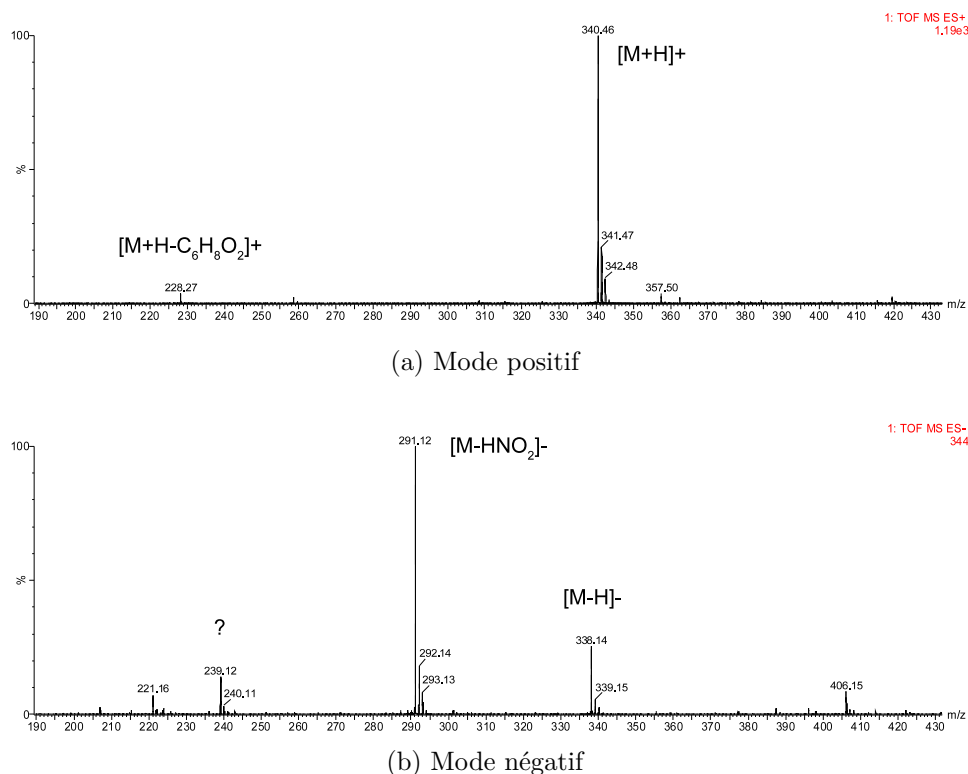 1: TOF MS ES+
1.19e3
100
340.46
[M+H]+
%
[M+H-C₆H₈O₂]+
341.47
342.48
228.27
357.50
0
190 200 210 220 230 240 250 260 270 280 290 300 310 320 330 340 350 360 370 380 390 400 410 420 430 m/z
(a) Mode positif
1: TOF MS ES-
344
100
291.12
[M-HNO₂]-
%
[M-H]-
?
338.14
239.12
292.14
221.16
240.11
293.13
339.15
406.15
0
190 200 210 220 230 240 250 260 270 280 290 300 310 320 330 340 350 360 370 380 390 400 410 420 430 m/z
(b) Mode négatif